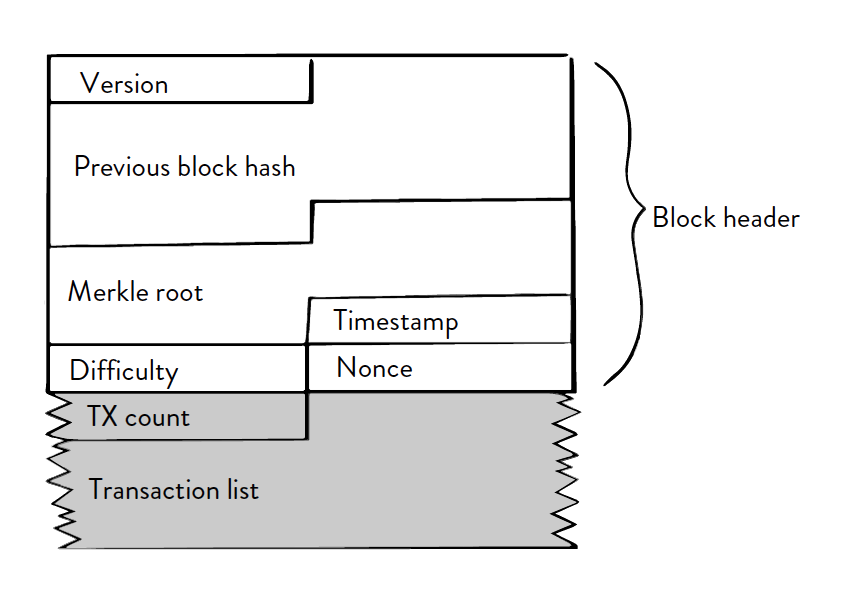 Version
Previous block hash
Block header
Merkle root
Timestamp
Difficulty
Nonce
TX count
Transaction list